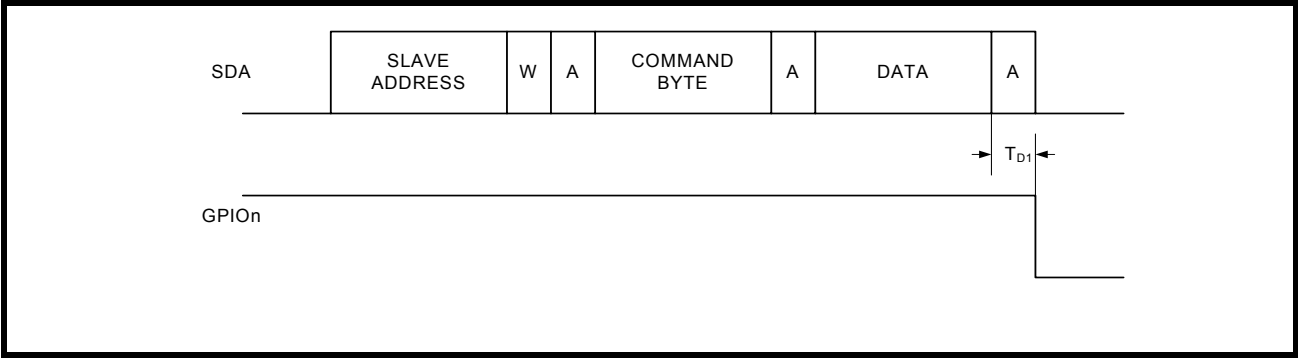 SDA
SLAVE
ADDRESS
W
A
COMMAND
BYTE
A
DATA
A
TD1
GPIOn